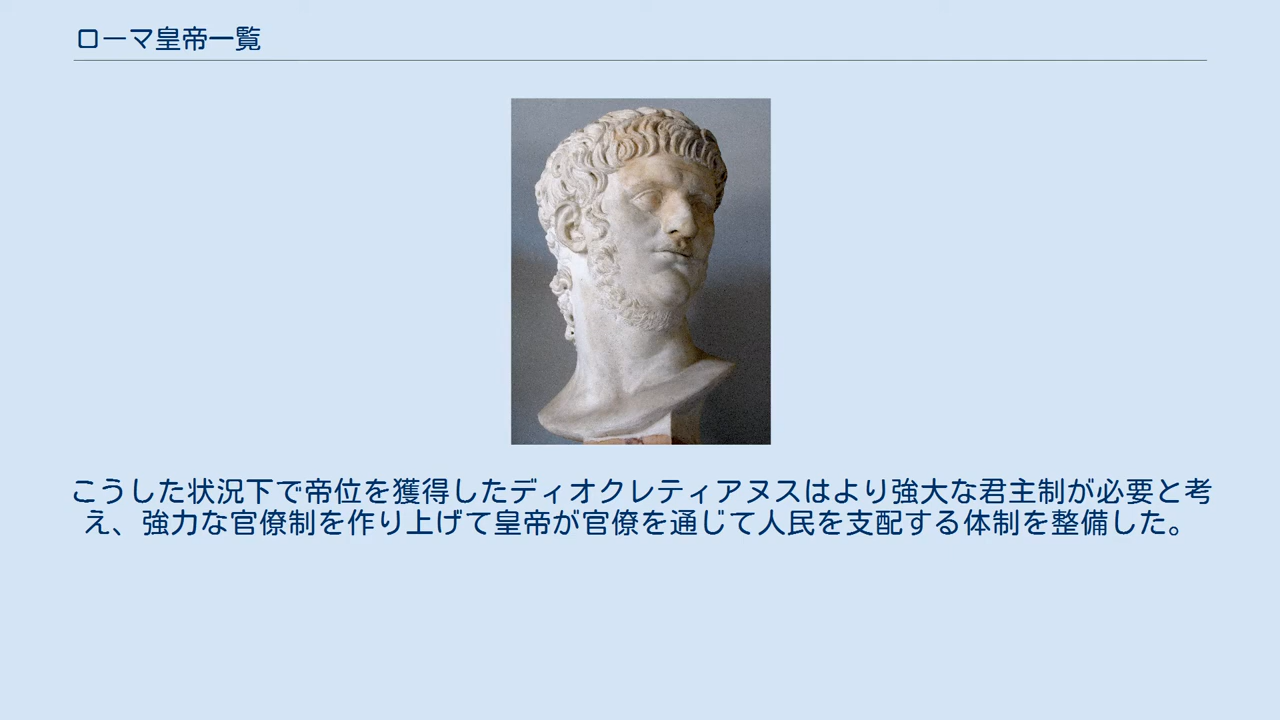 ローマ皇帝一覧
こうした状況下で帝位を獲得したディオクレティアヌスはより強大な君主制が必要と考
え、強力な官僚制を作り上げて皇帝が官僚を通じて人民を支配する体制を整備した。